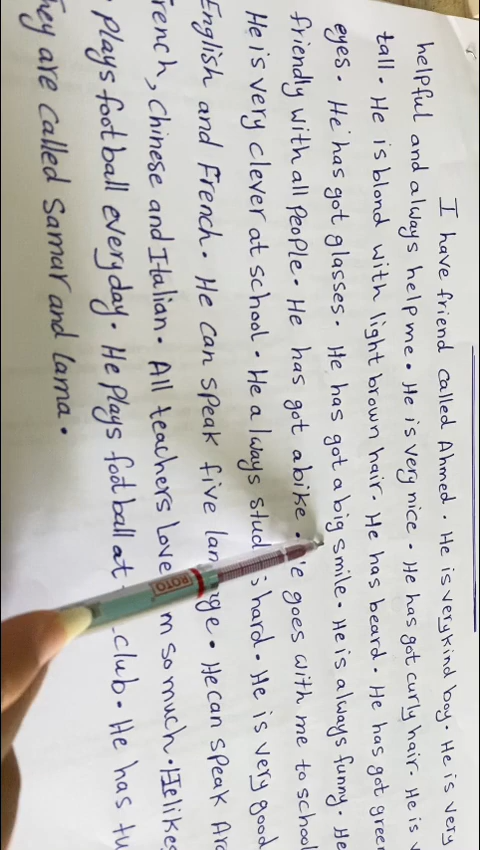 I have friend called Ahmed. He is very kind boy. He is very
helpful and always help me. He is very nice. He has got curly hair. He is
tall. He is blond with light brown hair. He has beard. He has got green
eyes. He has got glasses. He has got a big smile. He is always funny. He
friendly with all people. He has got a bike. goes with me to school
He is very clever at school. He always hard. He is very good
English and French. He can speak five. He can speak
French, Chinese and Italian. All teachers love so much. He likes
plays football everyday. He plays football at club. He has
They are called Samar and Lama.
ROTO